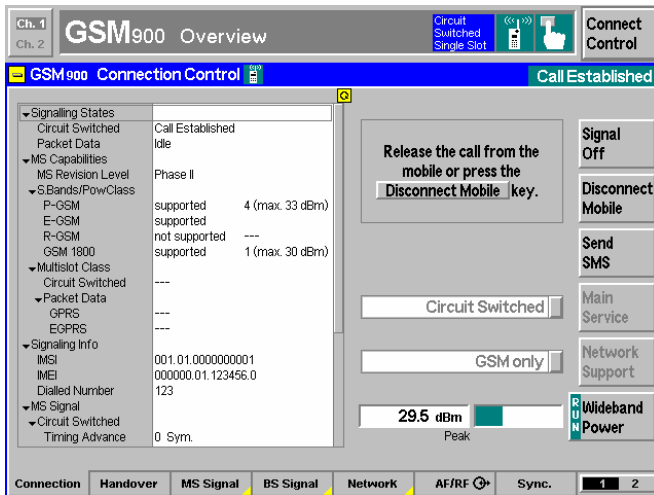 Ch. 1
Ch. 2
GSM900 Overview
Circuit
Switched
Single Slot
Connect
Control
GSM900 Connection Control
Call Established
Q
Signalling States
Circuit Switched Call Established
Packet Data Idle
MS Capabilities
MS Revision Level Phase II
S.Bands/PowClass
P-GSM supported 4 (max. 33 dBm)
E-GSM supported
R-GSM not supported ---
GSM 1800 supported 1 (max. 30 dBm)
Multislot Class
Circuit Switched ---
Packet Data
GPRS ---
EGPRS ---
Signaling Info
IMSI 001.01.0000000001
IMEI 000000.01.123456.0
Dialled Number 123
MS Signal
Circuit Switched
Timing Advance 0 Sym.
Release the call from the
mobile or press the
Disconnect Mobile key.
Circuit Switched
GSM only
29.5 dBm
Peak
Signal
Off
Disconnect
Mobile
Send
SMS
Main
Service
Network
Support
RUN
Wideband
Power
Connection Handover MS Signal BS Signal Network AF/RF Sync. 1 2